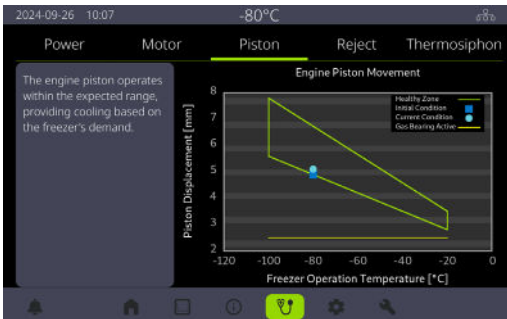 2024-09-26 10:07
-80°C
Power
Motor
Piston
Reject
Thermosiphon
The engine piston operates
within the expected range,
providing cooling based on
the freezer's demand.
Engine Piston Movement
Healthy Zone
Initial Condition
Current Condition
Gas Bearing Active
Piston Displacement [mm]
8
7
6
5
4
3
2
-120 -100 -80 -60 -40 -20 0
Freezer Operation Temperature [°C]